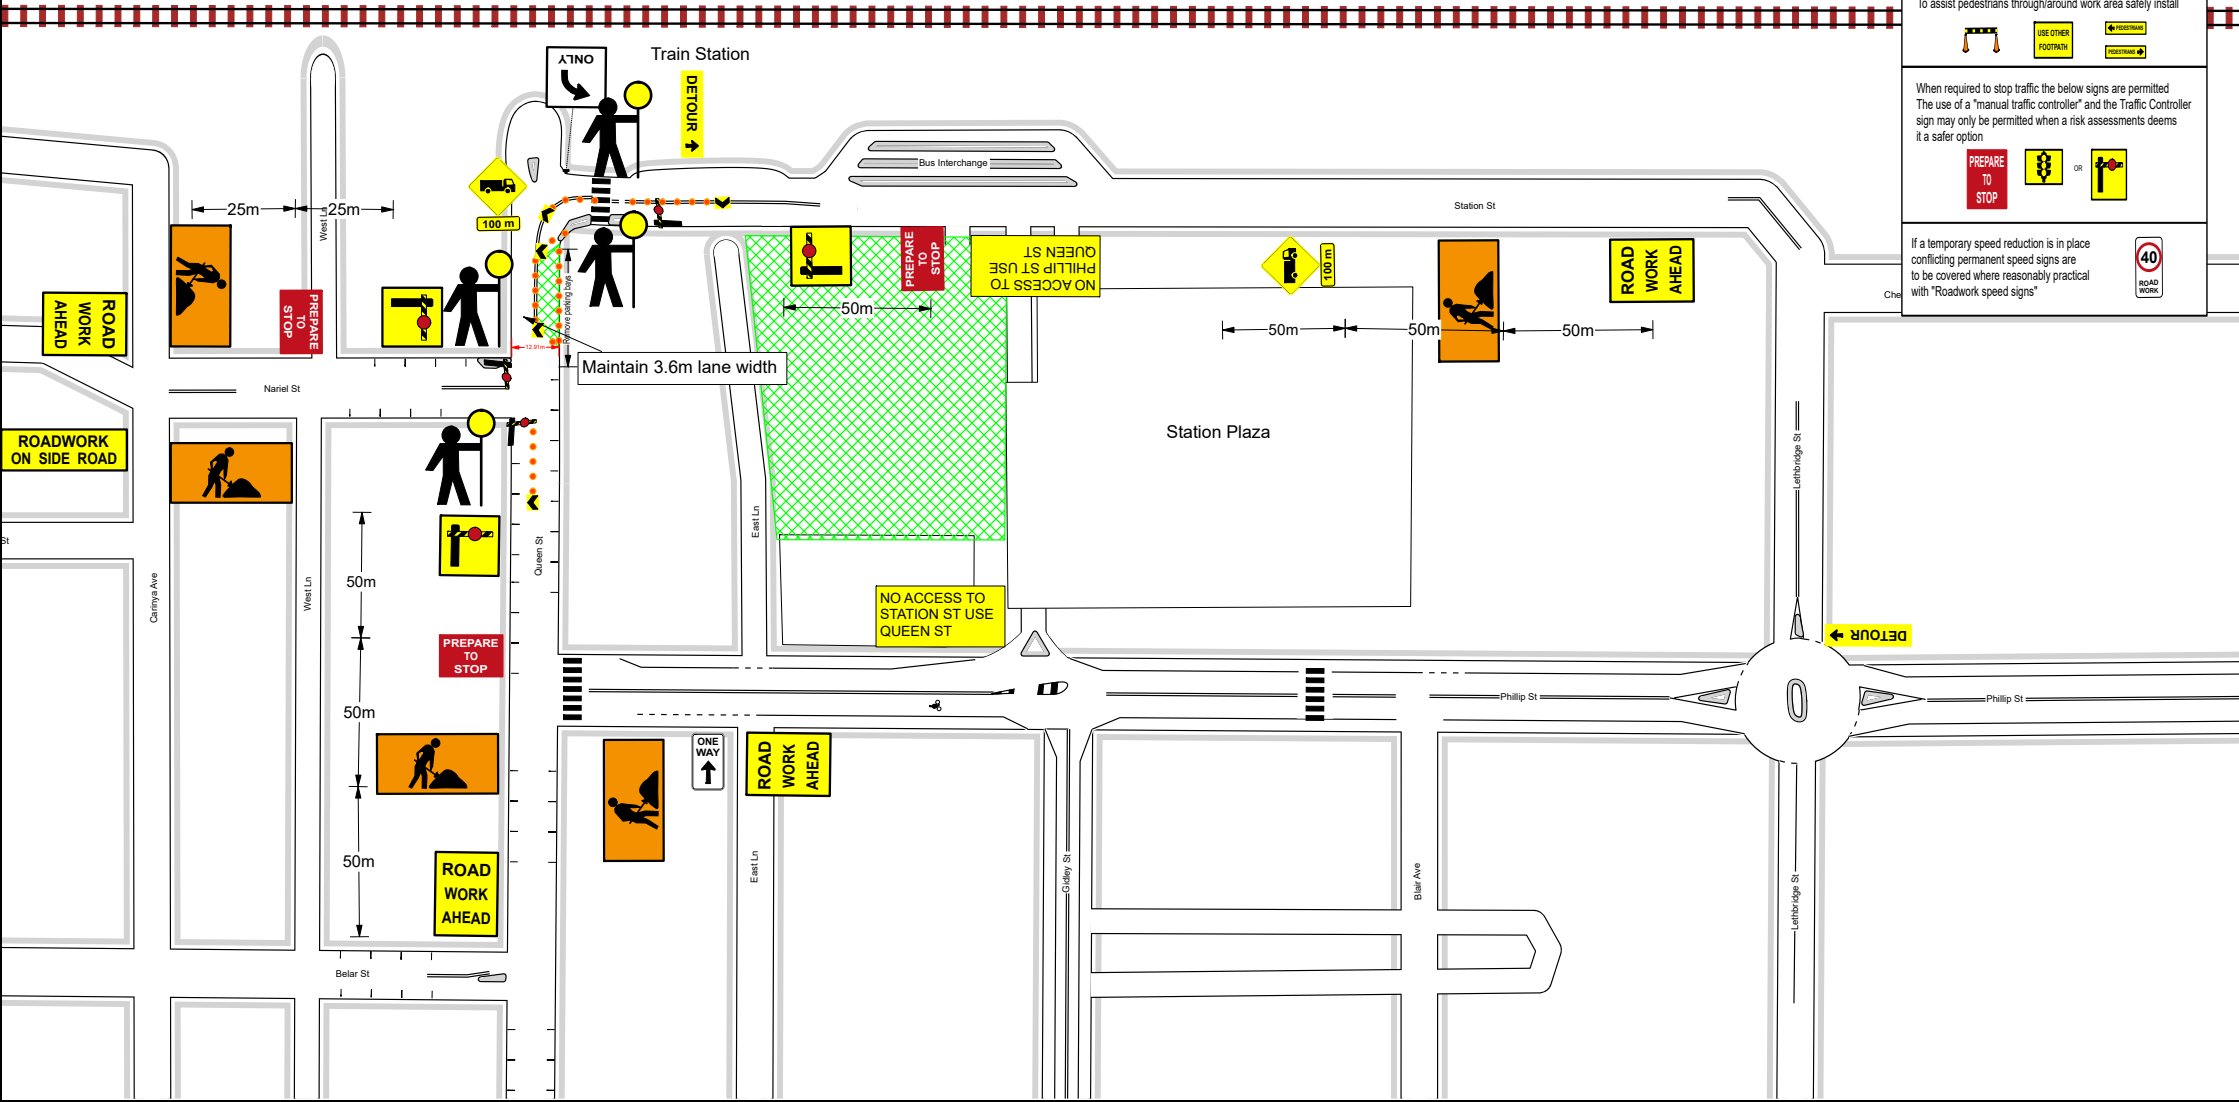 To assist pedestrians through/around work area safely install
USE OTHER
FOOTPATH
PEDESTRIANS
PEDESTRIANS
When required to stop traffic the below signs are permitted
The use of a "manual traffic controller" and the Traffic Controller
sign may only be permitted when a risk assessments deems
it a safer option
PREPARE
TO
STOP
OR
If a temporary speed reduction is in place
conflicting permanent speed signs are
to be covered where reasonably practical
with "Roadwork speed signs"
40
ROAD
WORK
Train Station
ONLY
DETOUR
Bus Interchange
Station St
100 m
25m
25m
West Ln
ROAD
WORK
AHEAD
PREPARE
TO
STOP
Remove parking bays
12.91m
Maintain 3.6m lane width
PREPARE
TO
STOP
50m
NO ACCESS TO
PHILLIP ST USE
QUEEN ST
100 m
ROAD
WORK
AHEAD
50m
50m
50m
Che
Nariel St
ROADWORK
ON SIDE ROAD
Station Plaza
Lethbridge St
St
Carinya Ave
West Ln
50m
Queen St
East Ln
NO ACCESS TO
STATION ST USE
QUEEN ST
DETOUR
PREPARE
TO
STOP
50m
Phillip St
Phillip St
ONE
WAY
ROAD
WORK
AHEAD
50m
ROAD
WORK
AHEAD
East Ln
Gidley St
Blair Ave
Lethbridge St
Belar St